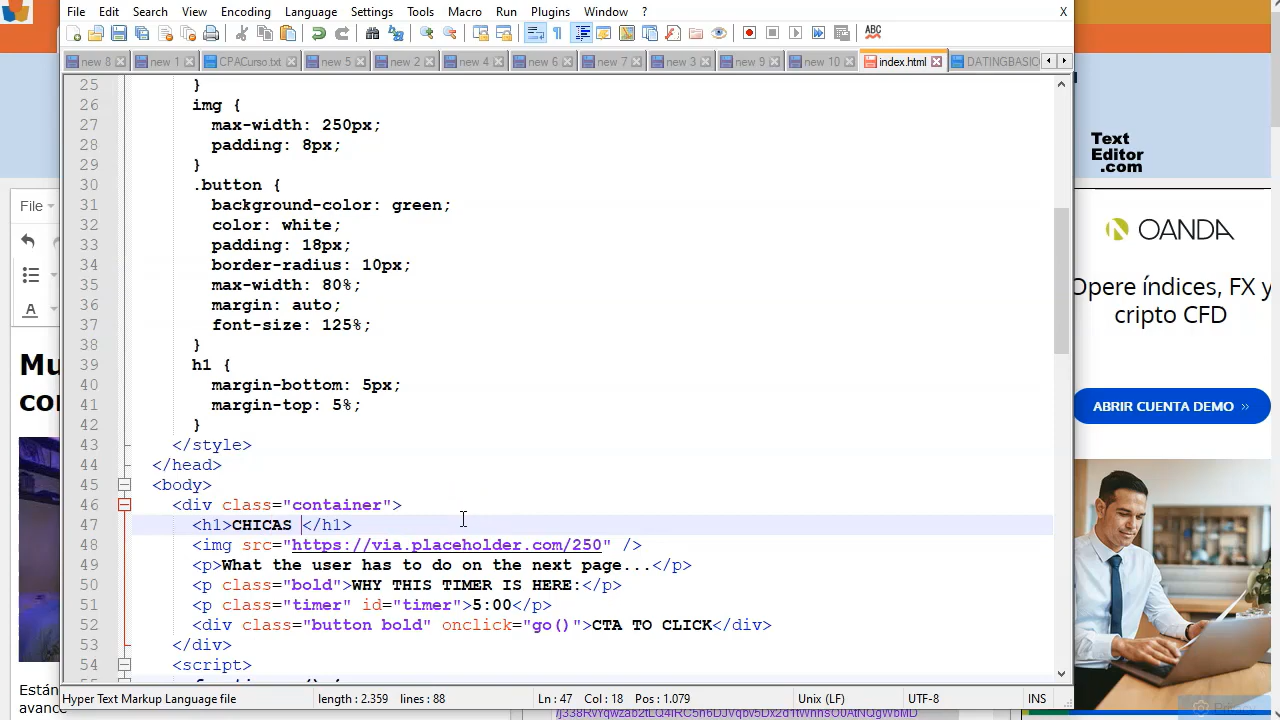 File Edit Search View Encoding Language Settings Tools Macro Run Plugins Window ? X
new 8 new 1 CPACurso.txt new 5 new 2 new 4 new 6 new 7 new 3 new 9 new 10 index.html DATINGBASIC
25 }
26 img {
27 max-width: 250px;
28 padding: 8px;
29 }
30 .button {
31 background-color: green;
32 color: white;
33 padding: 18px;
34 border-radius: 10px;
35 max-width: 80%;
36 margin: auto;
37 font-size: 125%;
38 }
39 h1 {
40 margin-bottom: 5px;
41 margin-top: 5%;
42 }
43 </style>
44 </head>
45 <body>
46 <div class="container">
47 <h1>CHICAS </h1>
48 <img src="https://via.placeholder.com/250" />
49 <p>What the user has to do on the next page...</p>
50 <p class="bold">WHY THIS TIMER IS HERE:</p>
51 <p class="timer" id="timer">5:00</p>
52 <div class="button bold" onclick="go()">CTA TO CLICK</div>
53 </div>
54 <script>
Hyper Text Markup Language file length : 2.339 lines : 88 Ln : 47 Col : 18 Pos : 1.079 Unix (LF) UTF-8 INS
File
A
Mu
co
Están
avance
ABC
Text
Editor
.com
OANDA
Opere índices, FX y
cripto CFD
ABRIR CUENTA DEMO »